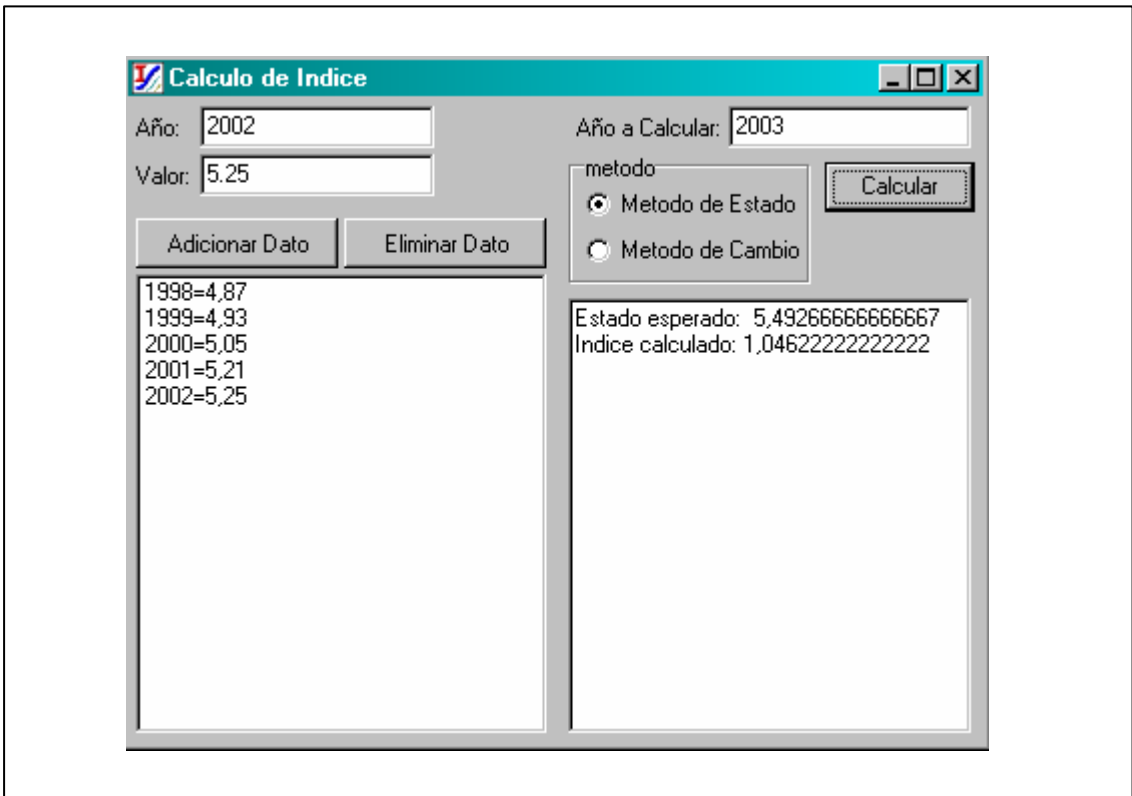 Calculo de Indice
Año: 2002
Valor: 5.25
Adicionar Dato
Eliminar Dato
1998=4,87
1999=4,93
2000=5,05
2001=5,21
2002=5,25
Año a Calcular: 2003
metodo
Metodo de Estado
Metodo de Cambio
Calcular
Estado esperado: 5,49266666666667
Indice calculado: 1,04622222222222